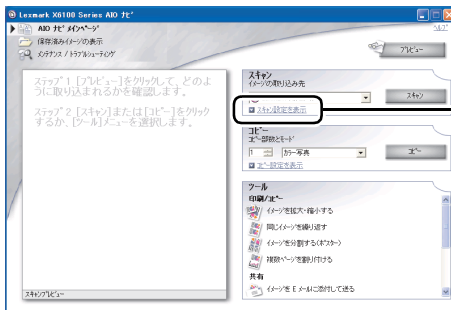 Lexmark X6100 Series AIO ナビ
AIO ナビ メインページ
ヘルプ
保存済みイメージの表示
メンテナンス / トラブルシューティング
プレビュー
ステップ 1 [プレビュー]をクリックして、どのように取り込まれるかを確認します。
ステップ 2 [スキャン]または[コピー]をクリックするか、[ツール]メニューを選択します。
スキャンプレビュー
スキャン
イメージの取り込み先
スキャン
スキャン設定を表示
コピー
コピー部数とモード
1
カラー写真
コピー
コピー設定を表示
ツール
印刷/コピー
イメージを拡大・縮小する
同じイメージを繰り返す
イメージを分割する(ポスター)
複数ページを割り付ける
共有
イメージを E メールに添付して送る